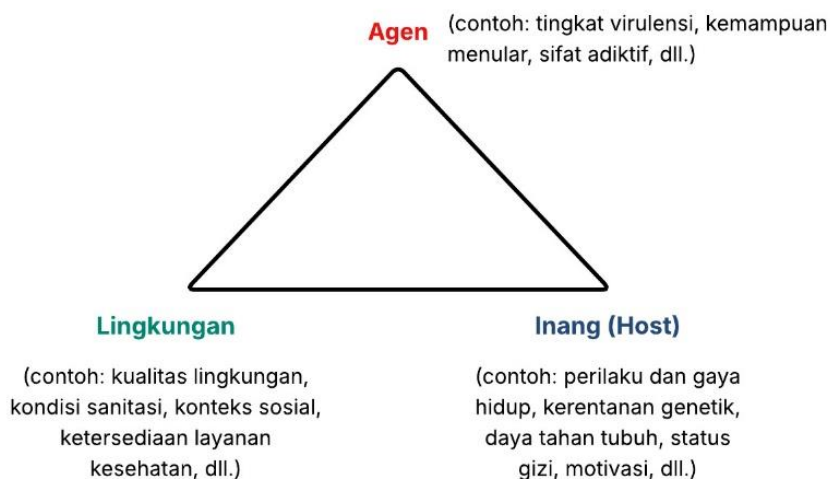 Agen
(contoh: tingkat virulensi, kemampuan
menular, sifat adiktif, dll.)
Lingkungan
(contoh: kualitas lingkungan,
kondisi sanitasi, konteks sosial,
ketersediaan layanan
kesehatan, dll.)
Inang (Host)
(contoh: perilaku dan gaya
hidup, kerentanan genetik,
daya tahan tubuh, status
gizi, motivasi, dll.)